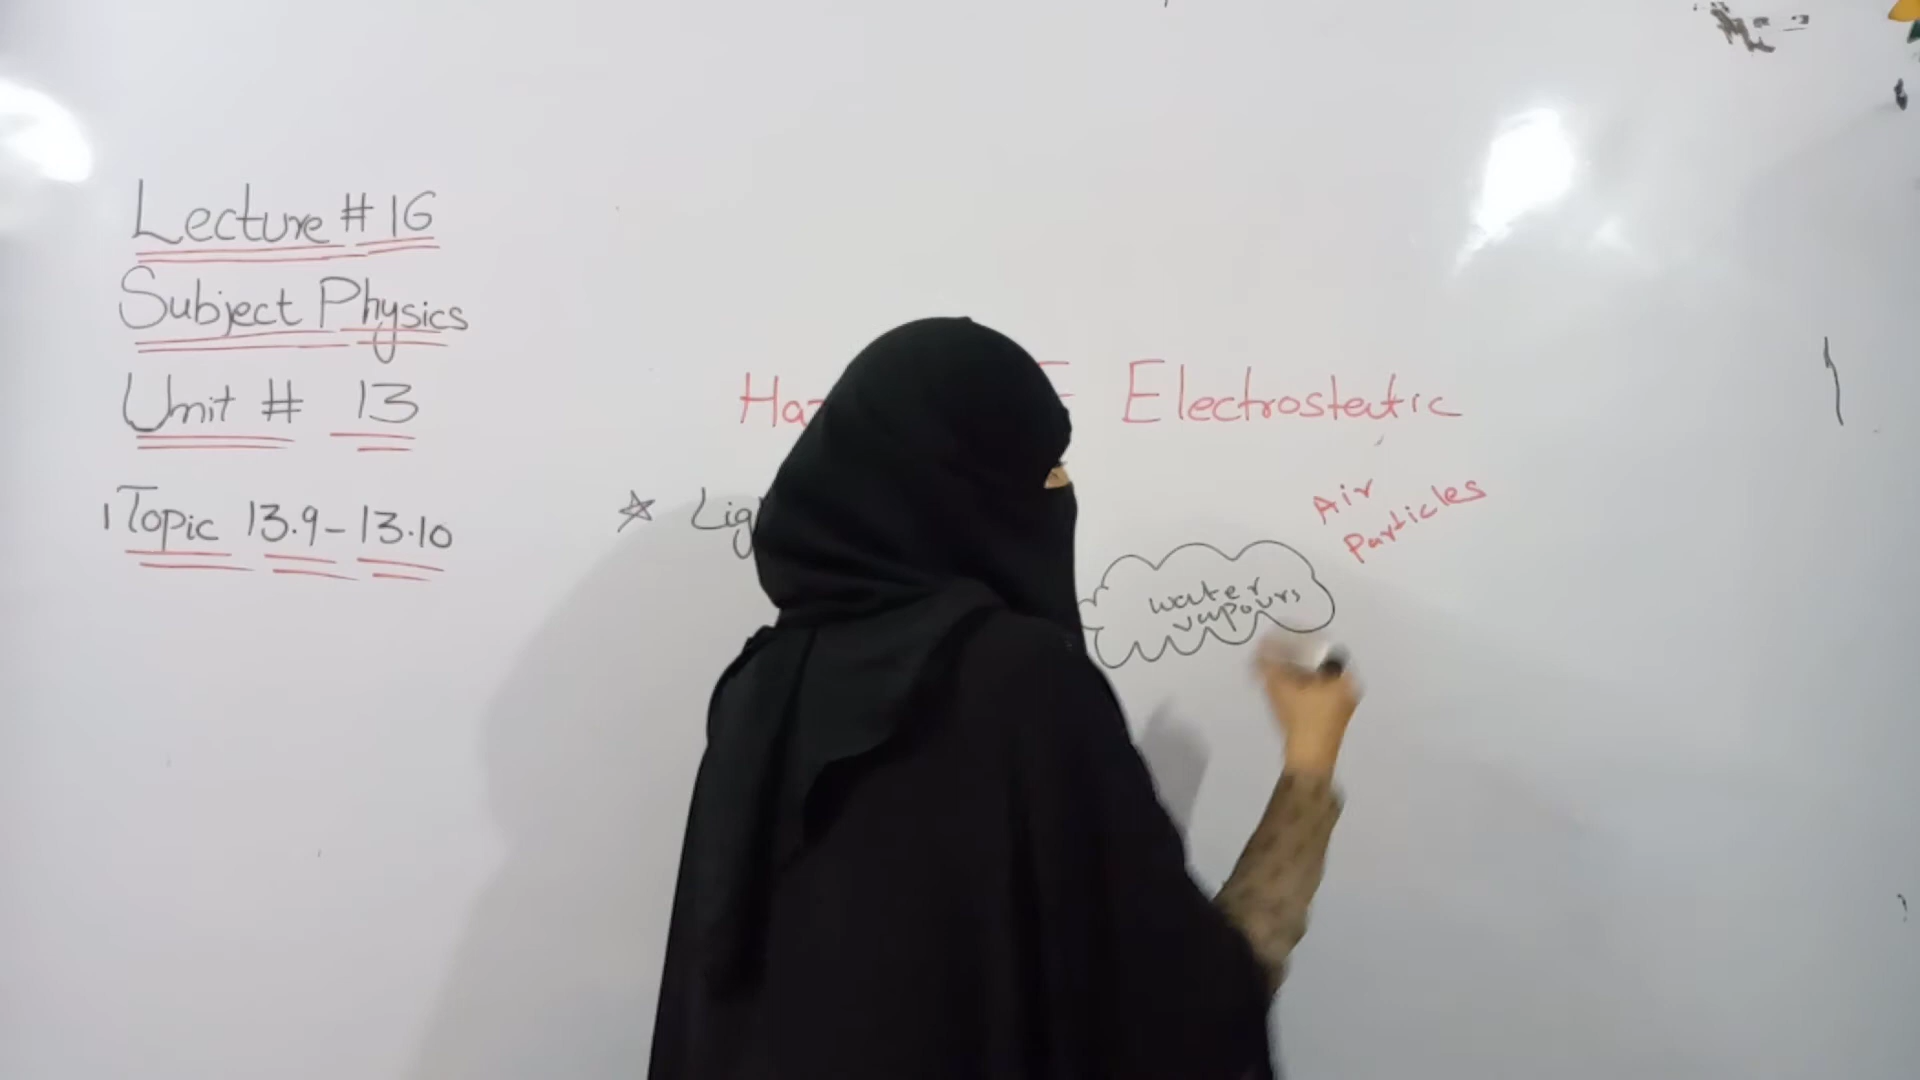 Lecture # 16
Subject Physics
Unit # 13
Topic 13.9-13.10
Electrostatic
Air
Particles
water
vapours